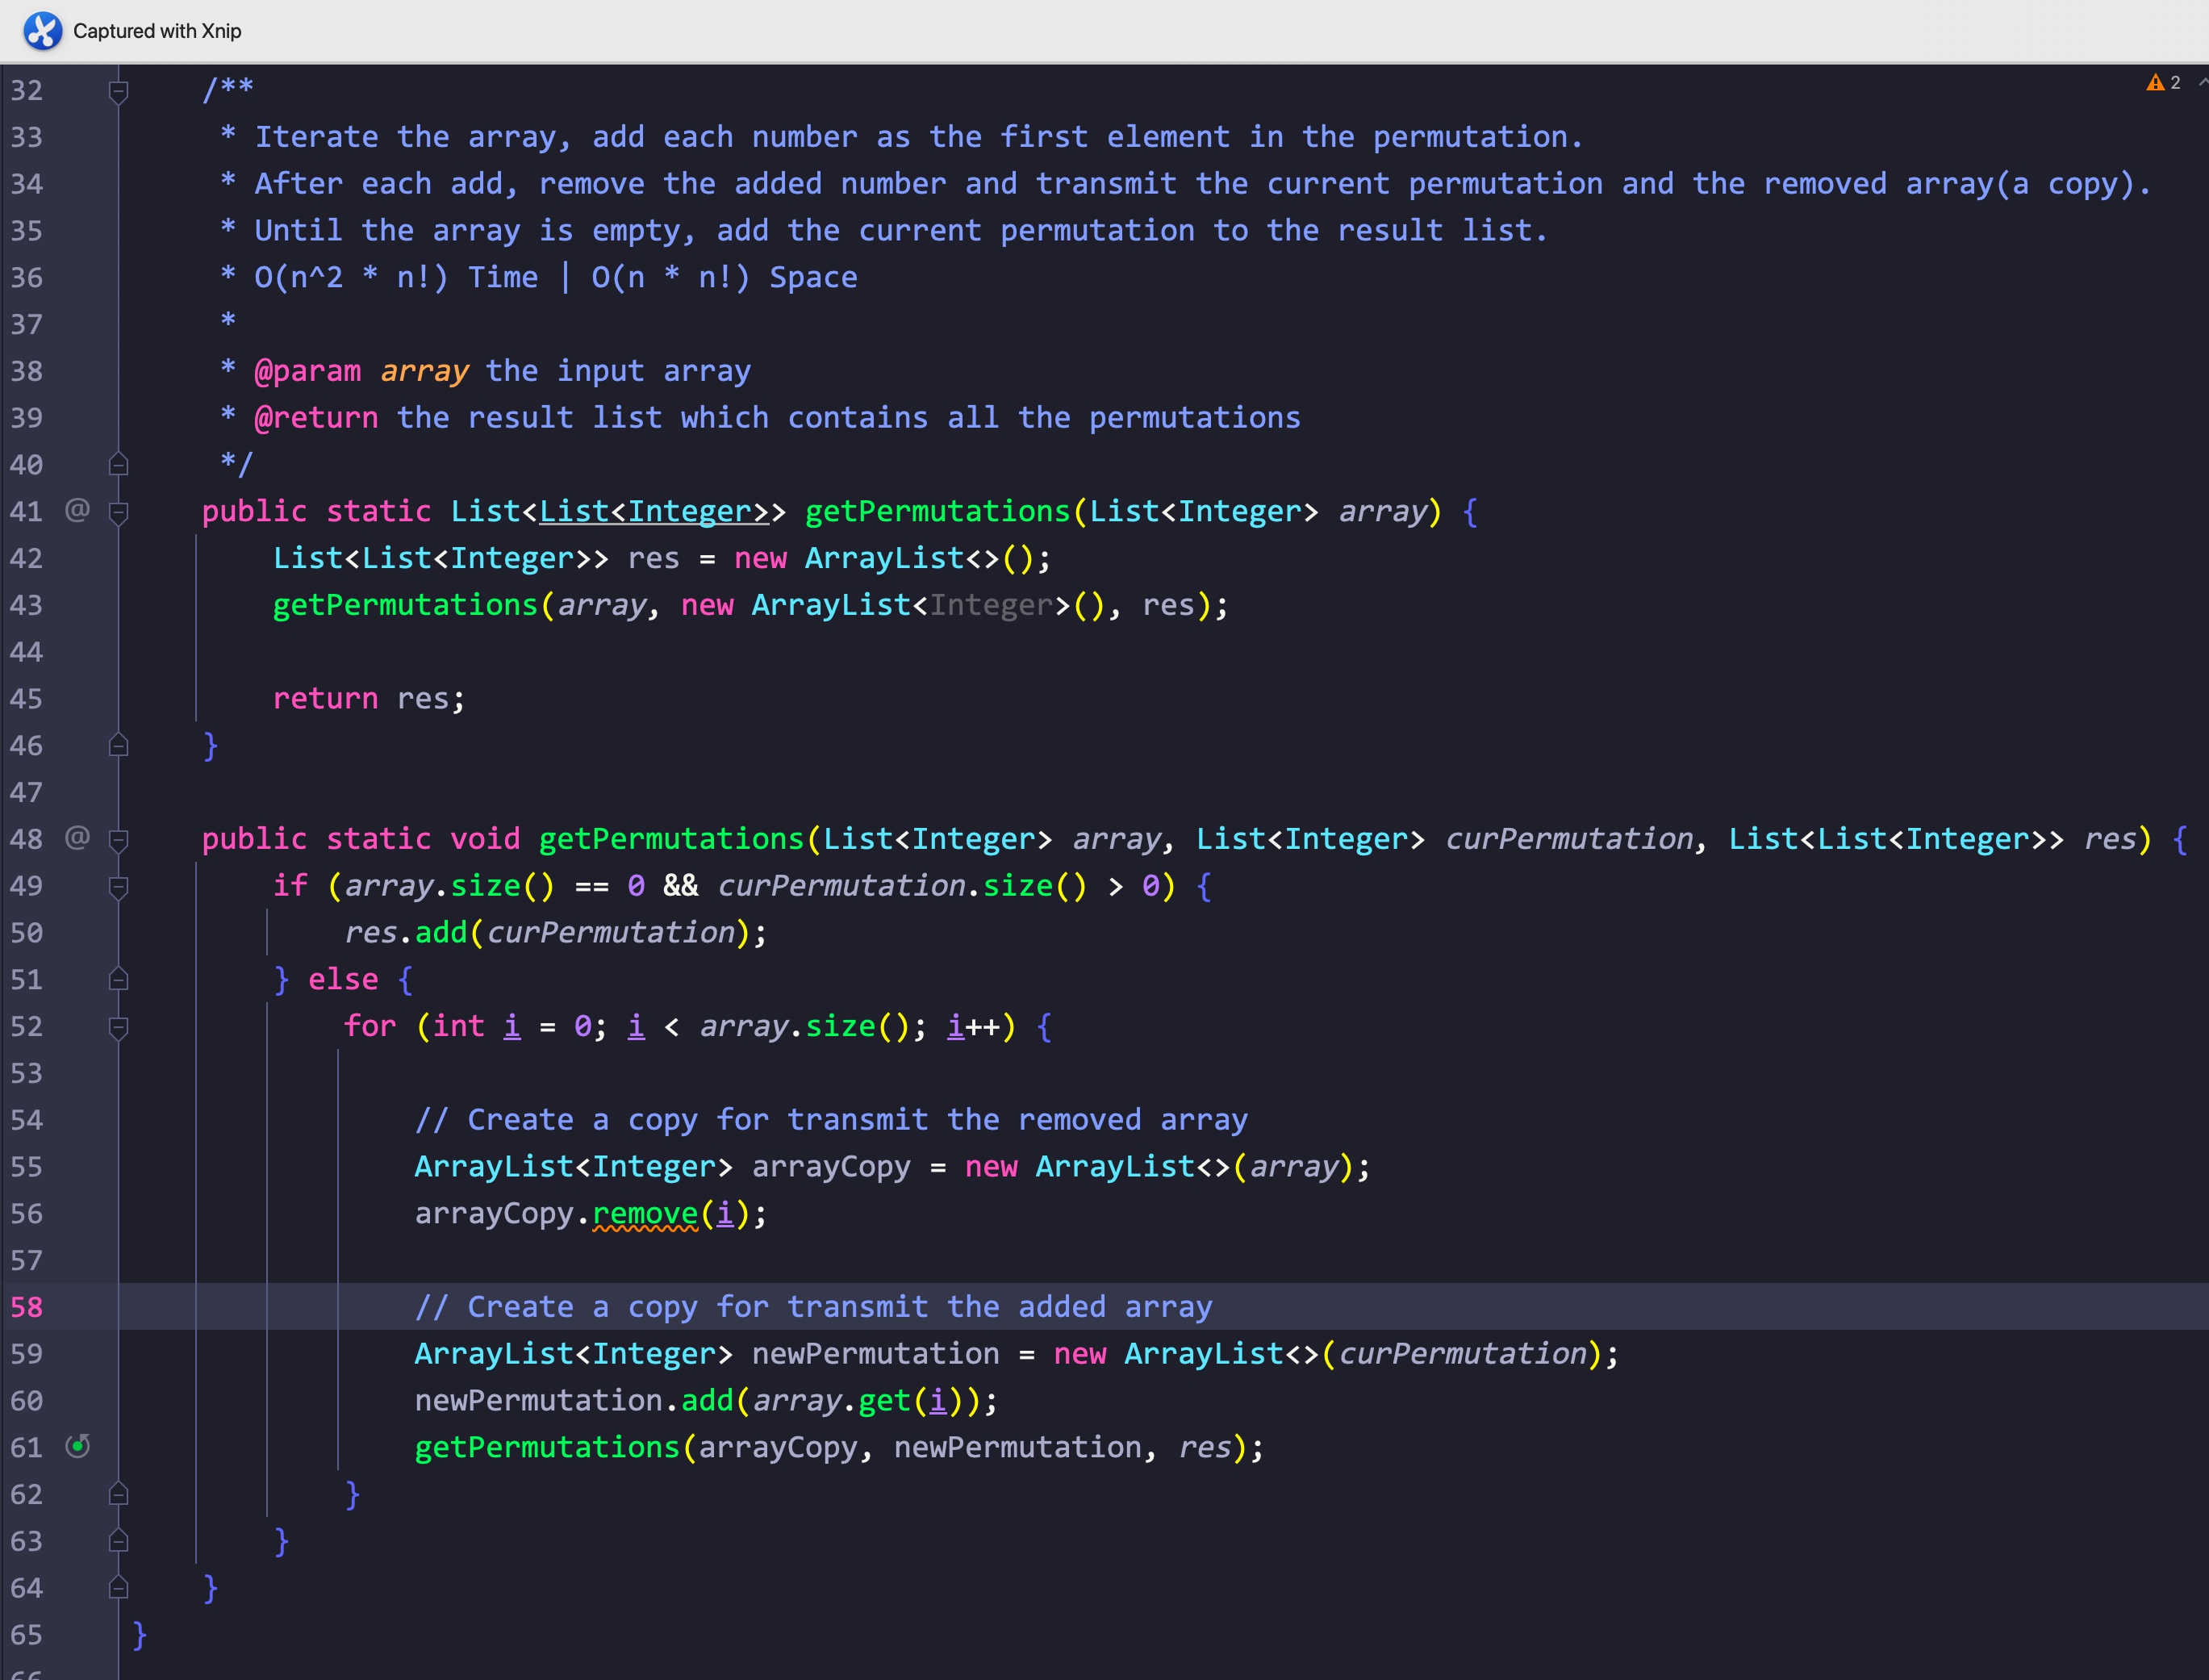 Captured with Xnip
2
32 /**
33 * Iterate the array, add each number as the first element in the permutation.
34 * After each add, remove the added number and transmit the current permutation and the removed array(a copy).
35 * Until the array is empty, add the current permutation to the result list.
36 * O(n^2 * n!) Time | O(n * n!) Space
37 *
38 * @param array the input array
39 * @return the result list which contains all the permutations
40 */
41 @ public static List<List<Integer>> getPermutations(List<Integer> array) {
42 List<List<Integer>> res = new ArrayList<>();
43 getPermutations(array, new ArrayList<Integer>(), res);
44
45 return res;
46 }
47
48 @ public static void getPermutations(List<Integer> array, List<Integer> curPermutation, List<List<Integer>> res) {
49 if (array.size() == 0 && curPermutation.size() > 0) {
50 res.add(curPermutation);
51 } else {
52 for (int i = 0; i < array.size(); i++) {
53
54 // Create a copy for transmit the removed array
55 ArrayList<Integer> arrayCopy = new ArrayList<>(array);
56 arrayCopy.remove(i);
57
58 // Create a copy for transmit the added array
59 ArrayList<Integer> newPermutation = new ArrayList<>(curPermutation);
60 newPermutation.add(array.get(i));
61 getPermutations(arrayCopy, newPermutation, res);
62 }
63 }
64 }
65 }
66